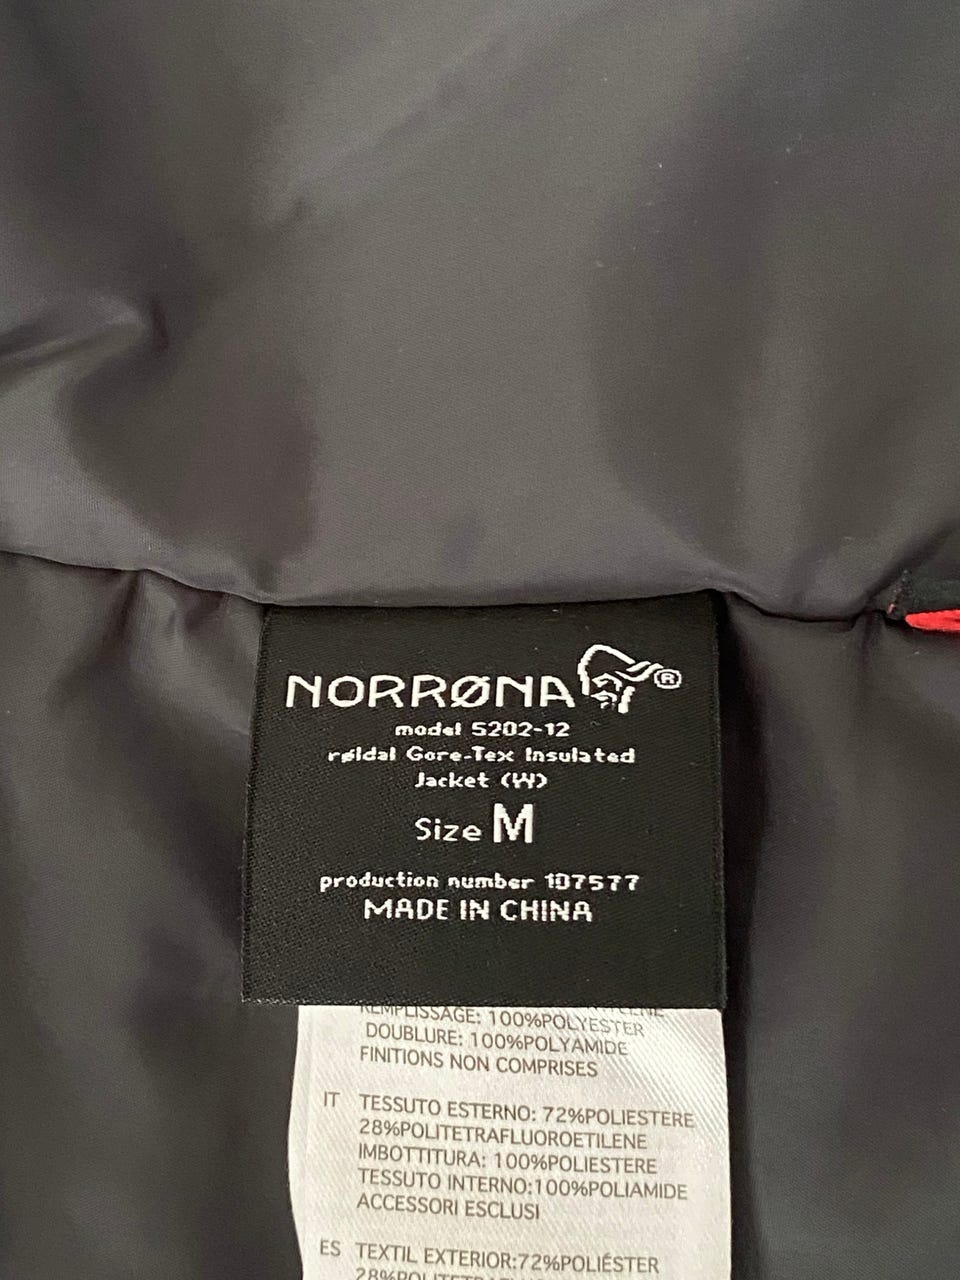 NORRØNA ®
model 5202-12
røldal Gore-Tex Insulated
Jacket (W)
Size M
production number 107577
MADE IN CHINA
REMPLISSAGE: 100%POLYESTER
DOUBLURE: 100%POLYAMIDE
FINITIONS NON COMPRISES
IT TESSUTO ESTERNO: 72%POLIESTERE
28%POLITETRAFLUOROETILENE
IMBOTTITURA: 100%POLIESTERE
TESSUTO INTERNO:100%POLIAMIDE
ACCESSORI ESCLUSI
ES TEXTIL EXTERIOR:72%POLIÉSTER